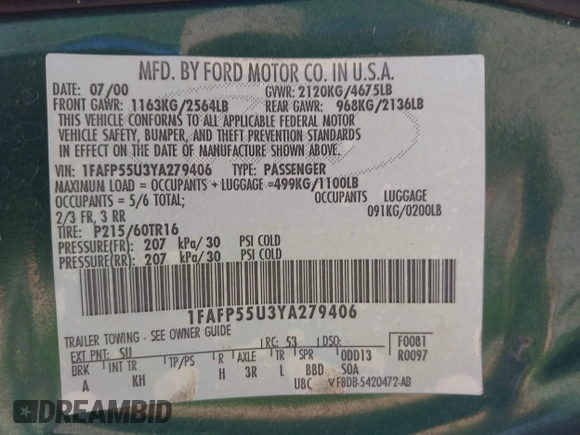 MFD. BY FORD MOTOR CO. IN U.S.A.
DATE: 07/00 GVWR: 2120KG/4675LB
FRONT GAWR: 1163KG/2564LB REAR GAWR: 968KG/2136LB
THIS VEHICLE CONFORMS TO ALL APPLICABLE FEDERAL MOTOR
VEHICLE SAFETY, BUMPER, AND THEFT PREVENTION STANDARDS
IN EFFECT ON THE DATE OF MANUFACTURE SHOWN ABOVE.
VIN: 1FAFP55U3YA279406 TYPE: PASSENGER
MAXIMUM LOAD = OCCUPANTS + LUGGAGE =499KG/1100LB
OCCUPANTS = 5/6 TOTAL; LUGGAGE
2/3 FR, 3 RR 091KG/0200LB
TIRE: P215/60TR16
PRESSURE(FR) 207 kPa/30 PSI COLD
PRESSURE(RR) 207 kPa/30 PSI COLD
1FAFP55U3YA279406
TRAILER TOWING - SEE OWNER GUIDE
EXT PNT: SU RC: 53 DSO: F0081
BRK INT TR TP/PS R AXLE TR SPR 0DD13 R0097
A KH H 3R L BBD SOA
UBC VF8DB-5420472-AB
DREAMBID